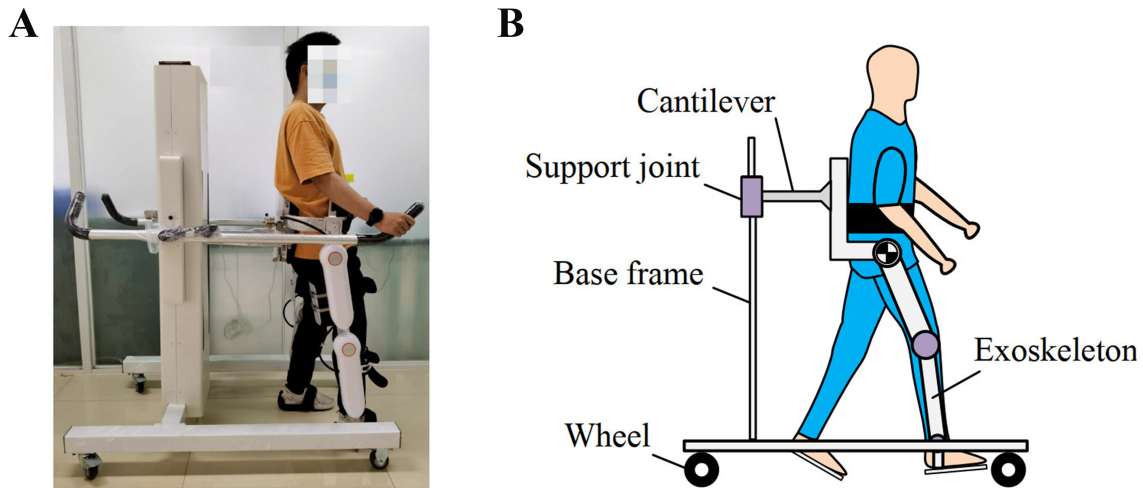 A
B
Cantilever
Support joint
Base frame
Exoskeleton
Wheel